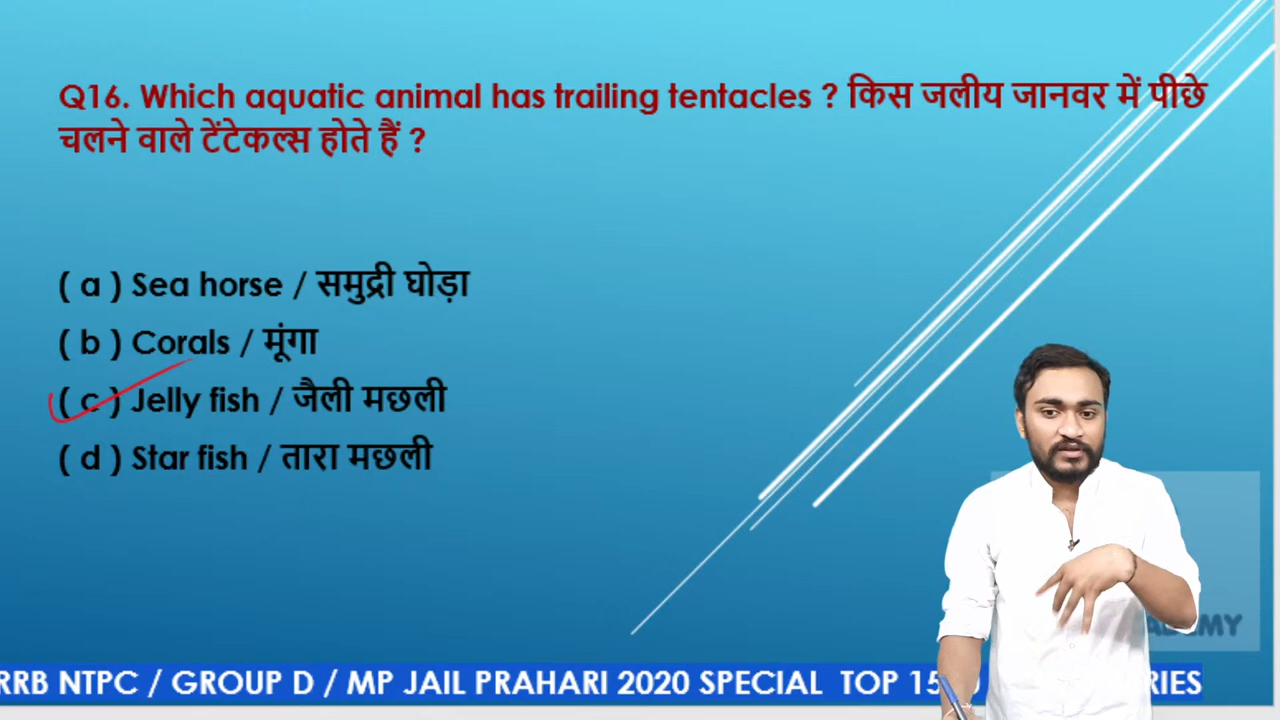 Q16. Which aquatic animal has trailing tentacles ? किस जलीय जानवर में पीछे
चलने वाले टेंटेकल्स होते हैं ?
( a ) Sea horse / समुद्री घोड़ा
( b ) Corals / मूंगा
( c ) Jelly fish / जैली मछली
( d ) Star fish / तारा मछली
RRB NTPC / GROUP D / MP JAIL PRAHARI 2020 SPECIAL TOP